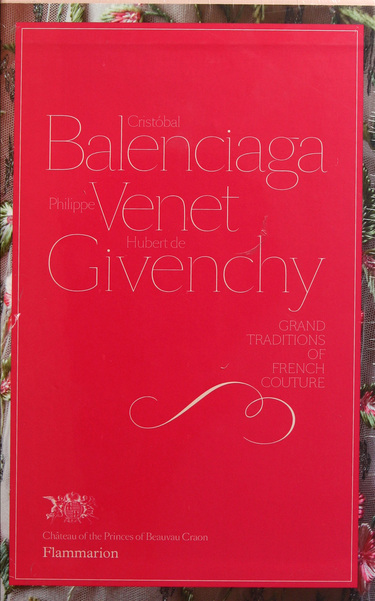 Cristóbal
Balenciaga
Philippe Venet
Hubert de
Givenchy
GRAND
TRADITIONS
OF
FRENCH
COUTURE
Château of the Princes of Beauvau Craon
Flammarion